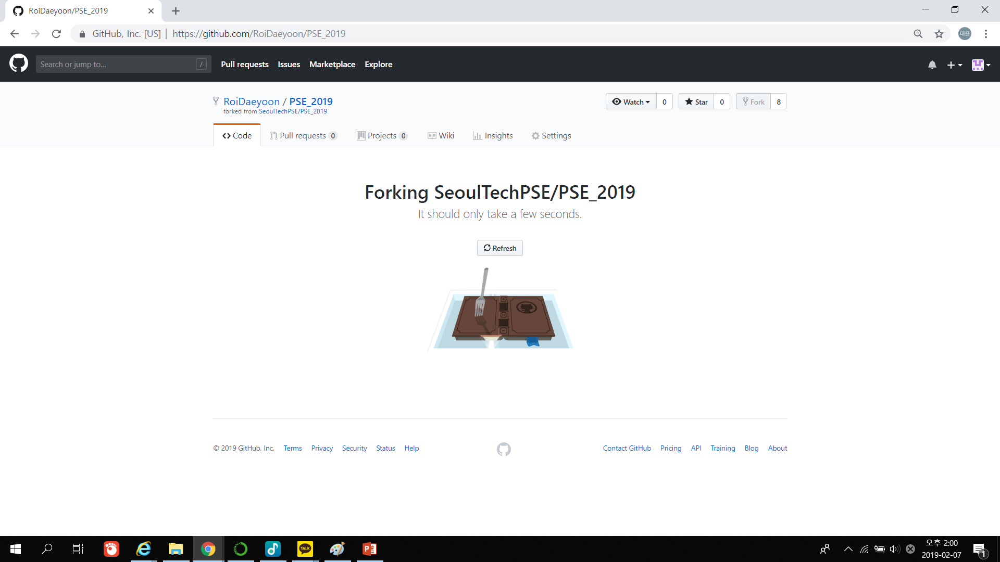 RoiDaeyoon/PSE_2019
GitHub, Inc. [US] | https://github.com/RoiDaeyoon/PSE_2019
대윤
Search or jump to... /
Pull requests Issues Marketplace Explore
RoiDaeyoon / PSE_2019
Watch 0 Star 0 Fork 8
forked from SeoulTechPSE/PSE_2019
Code Pull requests 0 Projects 0 Wiki Insights Settings
Forking SeoulTechPSE/PSE_2019
It should only take a few seconds.
Refresh
© 2019 GitHub, Inc. Terms Privacy Security Status Help Contact GitHub Pricing API Training Blog About
TALK
오후 2:00
2019-02-07
1